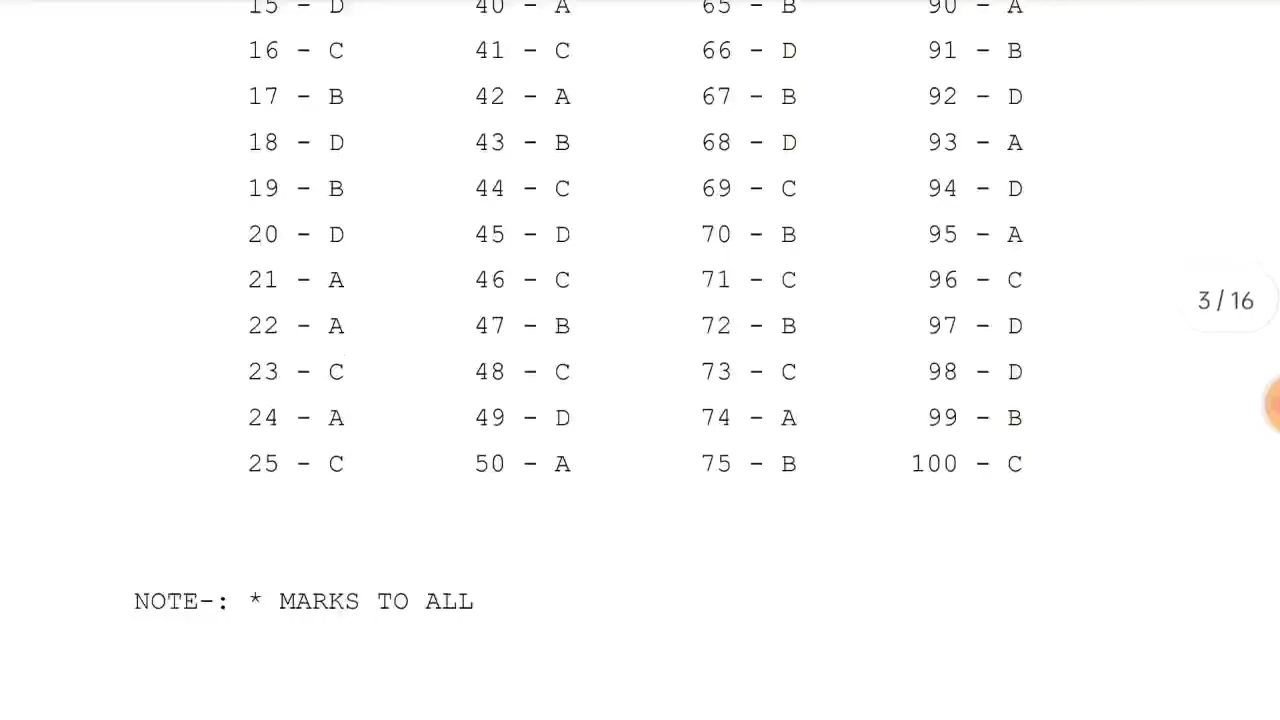 15 - D 40 - A 65 - B 90 - A
16 - C 41 - C 66 - D 91 - B
17 - B 42 - A 67 - B 92 - D
18 - D 43 - B 68 - D 93 - A
19 - B 44 - C 69 - C 94 - D
20 - D 45 - D 70 - B 95 - A
21 - A 46 - C 71 - C 96 - C
22 - A 47 - B 72 - B 97 - D
23 - C 48 - C 73 - C 98 - D
24 - A 49 - D 74 - A 99 - B
25 - C 50 - A 75 - B 100 - C
3 / 16
NOTE-: * MARKS TO ALL